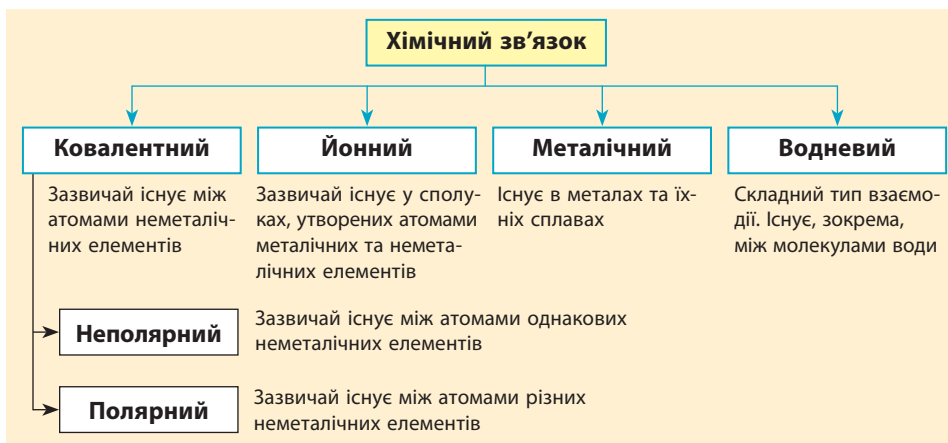 Хімічний зв’язок
Ковалентний
Зазвичай існує між
атомами неметаліч-
них елементів
Йонний
Зазвичай існує у сполу-
ках, утворених атомами
металічних та немета-
лічних елементів
Металічний
Існує в металах та їх-
ніх сплавах
Водневий
Складний тип взаємо-
дії. Існує, зокрема,
між молекулами води
Неполярний
Зазвичай існує між атомами однакових
неметалічних елементів
Полярний
Зазвичай існує між атомами різних
неметалічних елементів